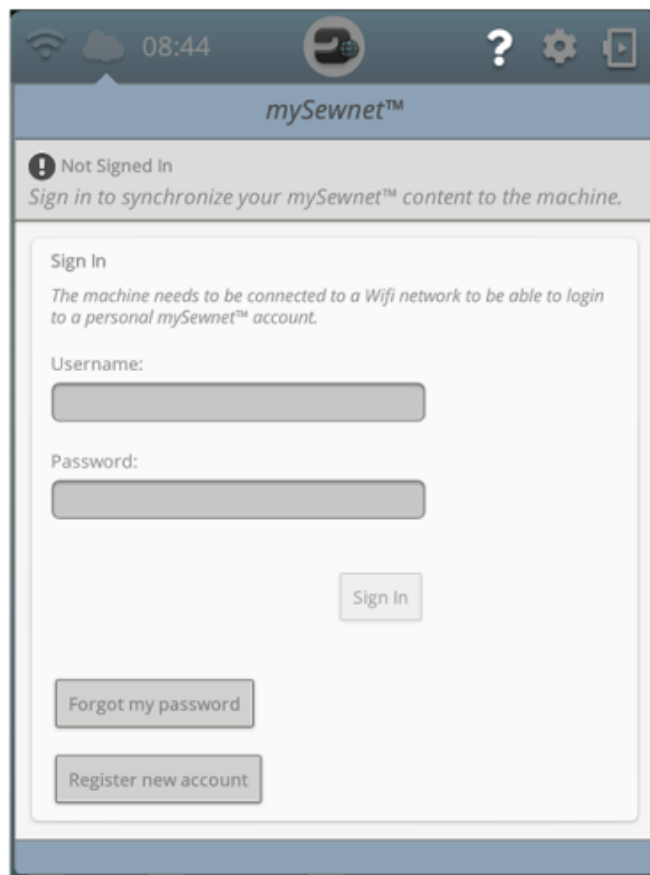 08:44
?
mySewnet™
! Not Signed In
Sign in to synchronize your mySewnet™ content to the machine.
Sign In
The machine needs to be connected to a Wifi network to be able to login
to a personal mySewnet™ account.
Username:
Password:
Sign In
Forgot my password
Register new account